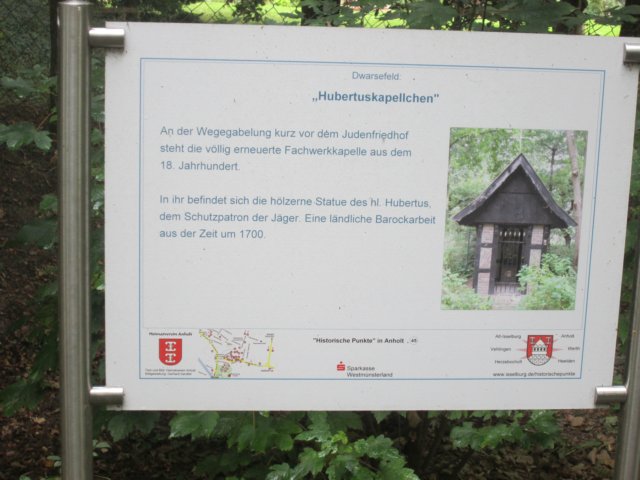 Dwarsefeld:
„Hubertuskapellchen"
An der Wegegabelung kurz vor dem Judenfriedhof
steht die völlig erneuerte Fachwerkkapelle aus dem
18. Jahrhundert.
In ihr befindet sich die hölzerne Statue des hl. Hubertus,
dem Schutzpatron der Jäger. Eine ländliche Barockarbeit
aus der Zeit um 1700.
Heimatverein Anholt
"Historische Punkte" in Anholt
Sparkasse
Westmünsterland
Alt-Isselburg Anholt
Vehlingen Werth
Herzebocholt Heelden
www.isselburg.de/historischepunkte